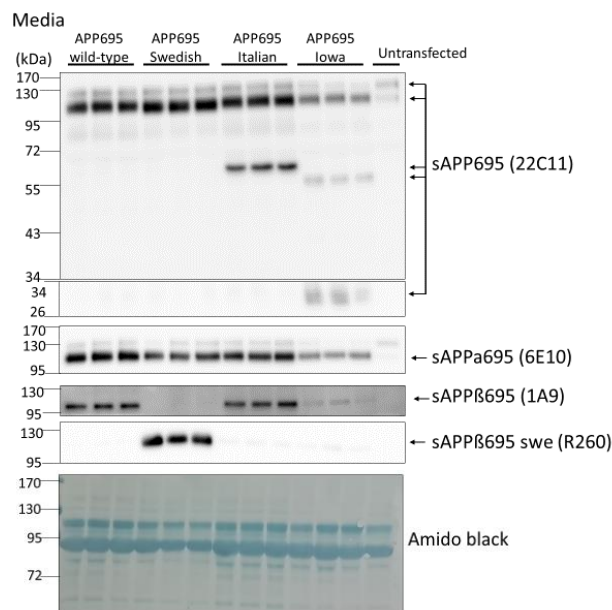 Media
APP695 APP695 APP695 APP695
(kDa) wild-type Swedish Italian Iowa Untransfected
170
130
95
72
55
43
34
sAPP695 (22C11)
34
26
170
130
95
sAPPa695 (6E10)
130
95
sAPPß695 (1A9)
130
95
sAPPß695 swe (R260)
170
130
95
72
Amido black